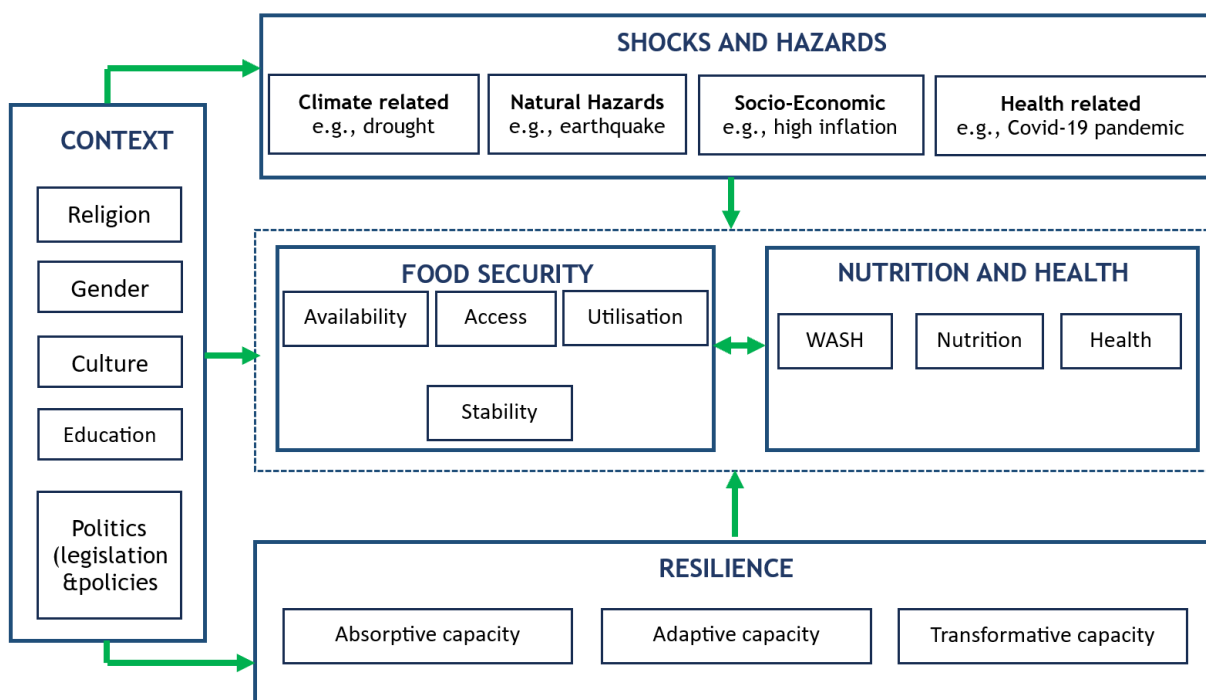 SHOCKS AND HAZARDS
Climate related
e.g., drought
Natural Hazards
e.g., earthquake
Socio-Economic
e.g., high inflation
Health related
e.g., Covid-19 pandemic
CONTEXT
Religion
Gender
Culture
Education
Politics
(legislation
&policies
FOOD SECURITY
Availability
Access
Utilisation
Stability
NUTRITION AND HEALTH
WASH
Nutrition
Health
RESILIENCE
Absorptive capacity
Adaptive capacity
Transformative capacity